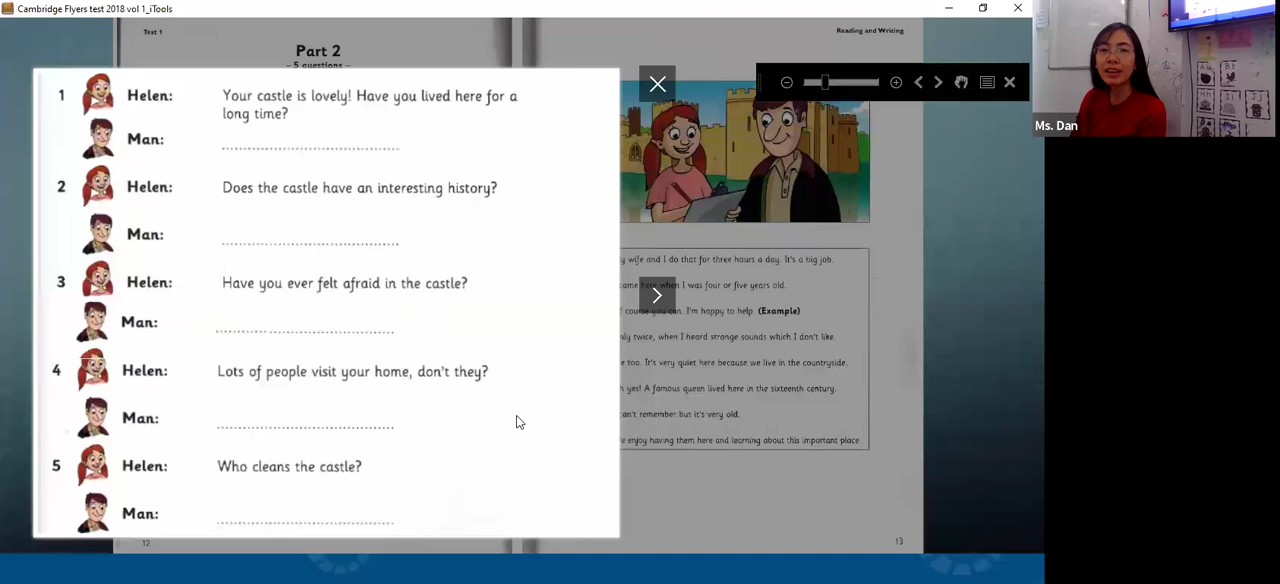 Cambridge Flyers test 2018 vol 1_iTools
Test 1
Part 2
– 5 questions –
Reading and Writing
Ms. Dan
1 Helen: Your castle is lovely! Have you lived here for a
long time?
Man:
2 Helen: Does the castle have an interesting history?
Man:
3 Helen: Have you ever felt afraid in the castle?
Man:
4 Helen: Lots of people visit your home, don't they?
Man:
5 Helen: Who cleans the castle?
Man:
wife and I do that for three hours a day. It's a big job.
here when I was four or five years old.
course you can. I'm happy to help. (Example)
twice, when I heard strange sounds which I don't like.
too. It's very quiet here because we live in the countryside.
yes! A famous queen lived here in the sixteenth century.
can't remember but it's very old.
enjoy having them here and learning about this important place.
12
13